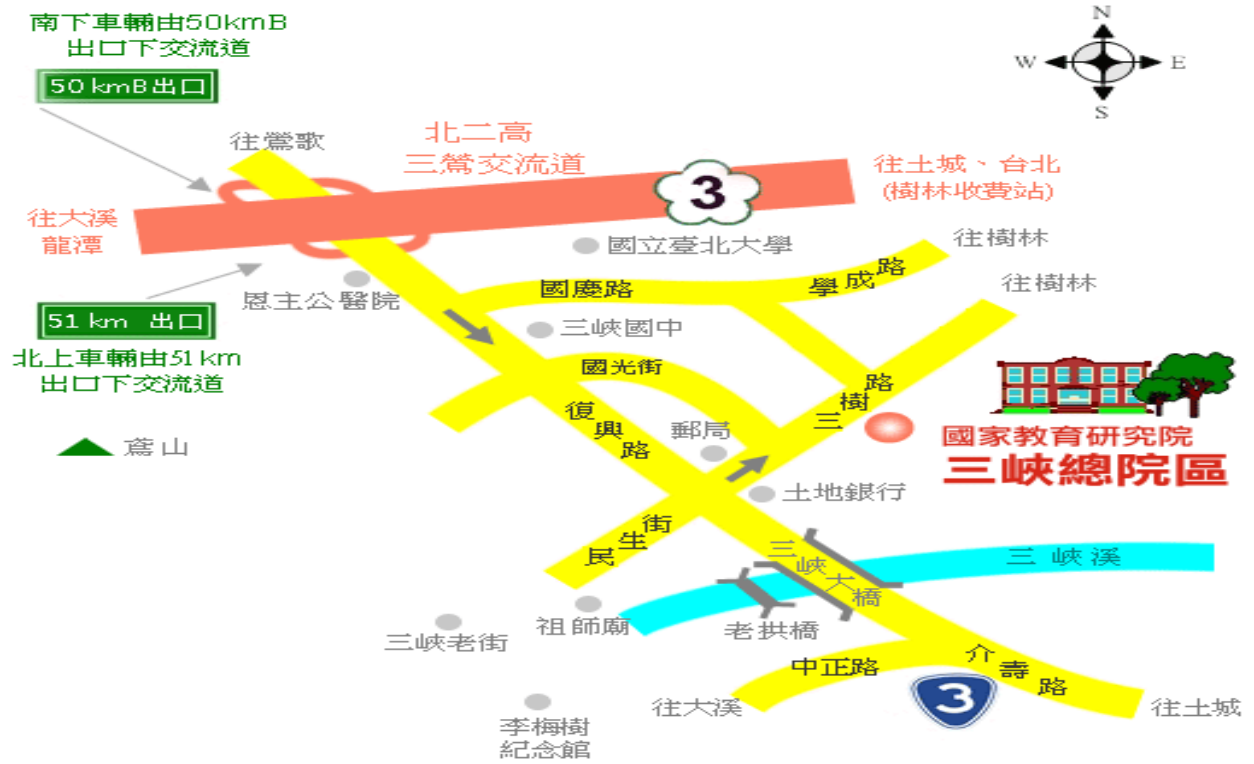 南下車輛由50kmB
出口下交流道
50 kmB出口
N
W
E
S
往鶯歌
北二高
三鶯交流道
3
往土城、台北
(樹林收費站)
往大溪
龍潭
國立臺北大學
往樹林
恩主公醫院
國慶路
學成路
往樹林
51 km 出口
三峽國中
北上車輛由51km
出口下交流道
國光街
三樹路
復興路
郵局
國家教育研究院
三峽總院區
鳶山
土地銀行
民生街
三峽大橋
三峽溪
祖師廟
老拱橋
三峽老街
中正路
介壽路
3
往大溪
往土城
李梅樹
紀念館